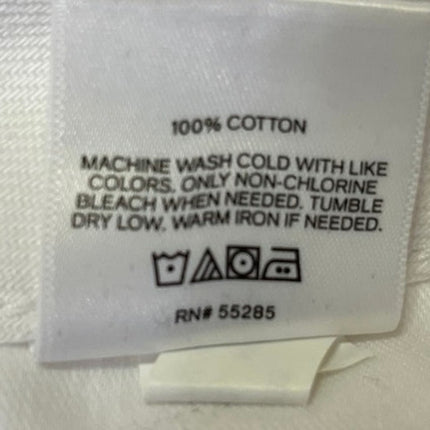 100% COTTON
MACHINE WASH COLD WITH LIKE
COLORS. ONLY NON-CHLORINE
BLEACH WHEN NEEDED. TUMBLE
DRY LOW. WARM IRON IF NEEDED.
RN# 55285